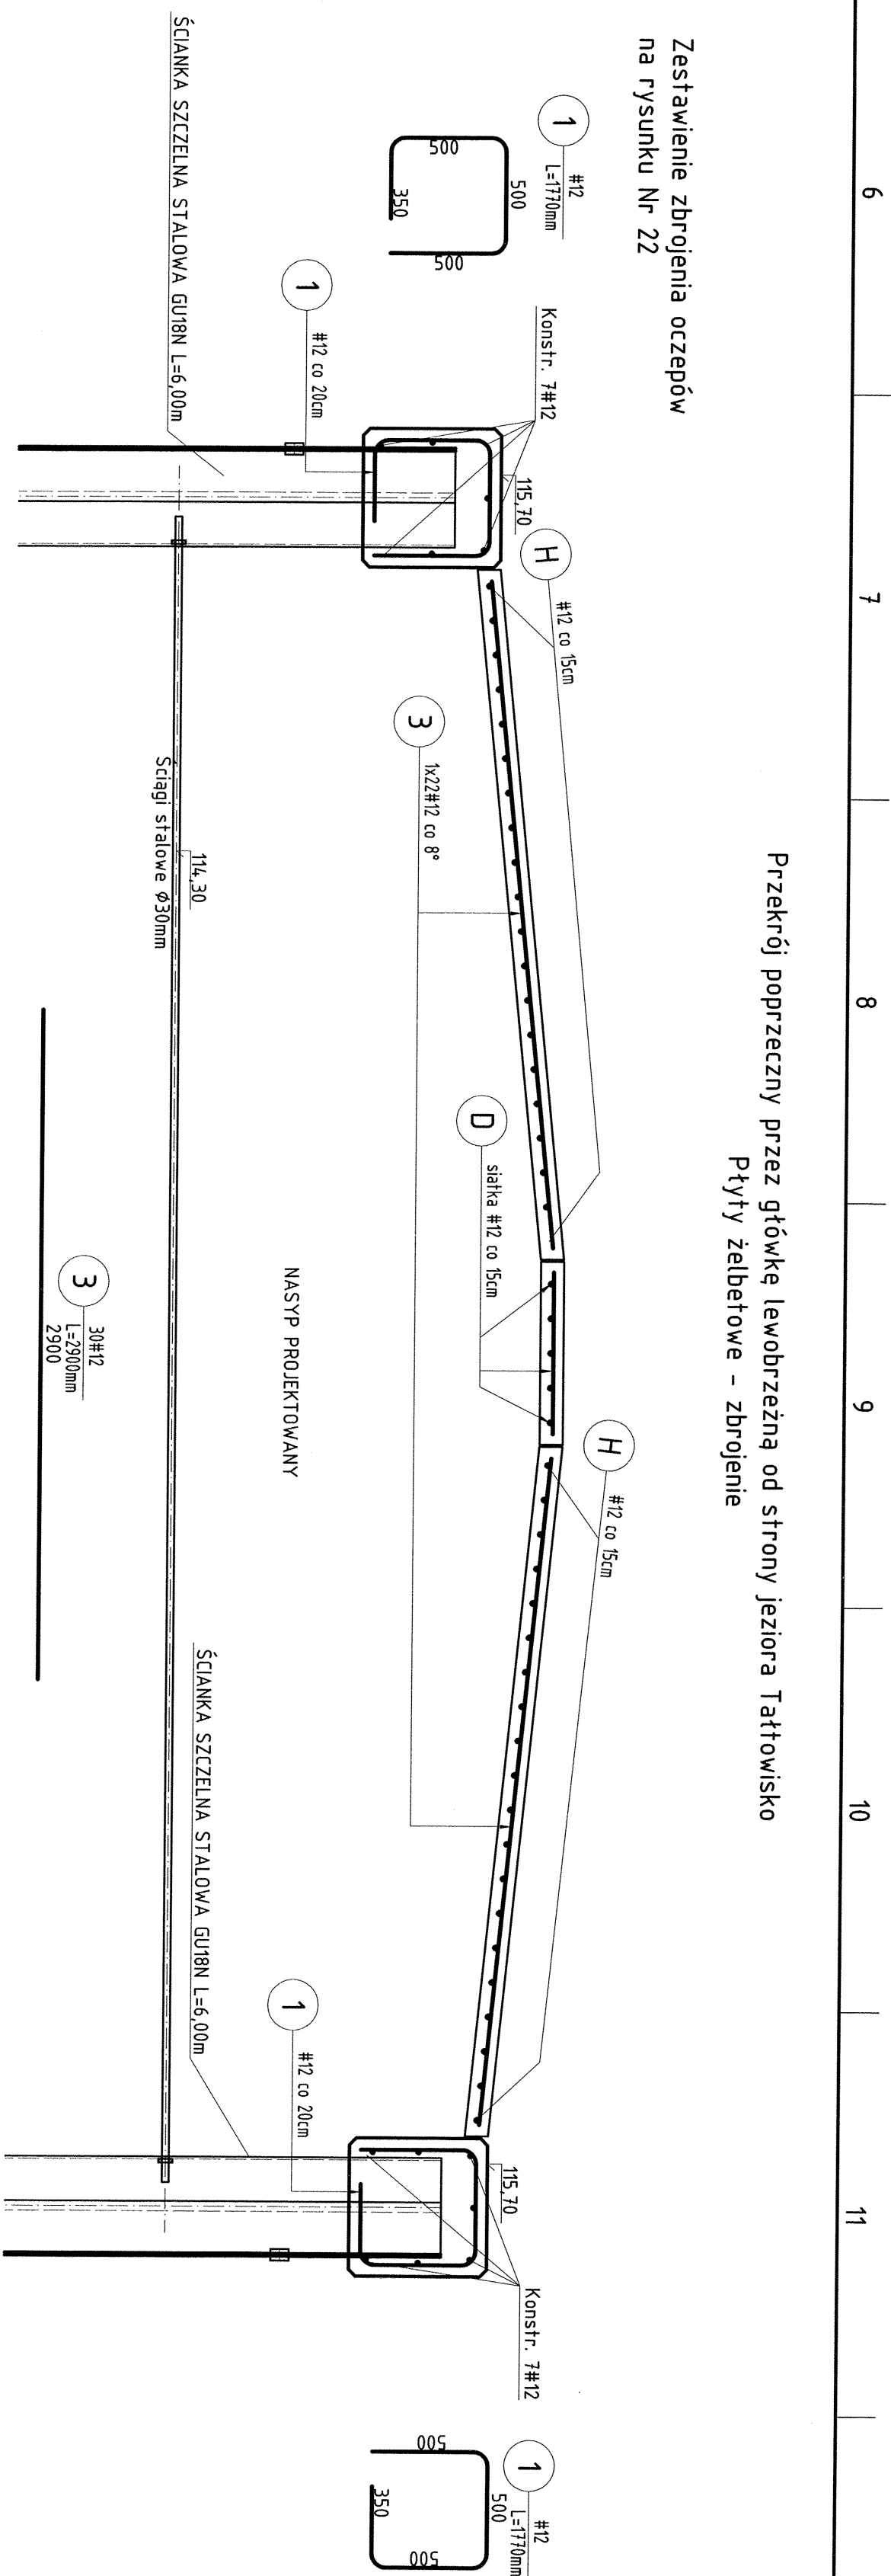 6
7
8
9
10
11
Przekrój poprzeczny przez główkę lewobrzeżną od strony jeziora Tałtowisko
Płyty żelbetowe - zbrojenie
Zestawienie zbrojenia oczepów
na rysunku Nr 22
1
#12
L=1770mm
500
500
500
350
Konstr. 7#12
115,70
1
#12 co 20cm
ŚCIANKA SZCZELNA STALOWA GU18N L=6,00m
H
#12 co 15cm
3
1x22#12 co 8°
D
siatka #12 co 15cm
H
#12 co 15cm
114,30
Ściągi stalowe Ø30mm
NASYP PROJEKTOWANY
3
30#12
L=2900mm
2900
ŚCIANKA SZCZELNA STALOWA GU18N L=6,00m
1
#12 co 20cm
115,70
Konstr. 7#12
1
#12
L=1770mm
500
500
350
500